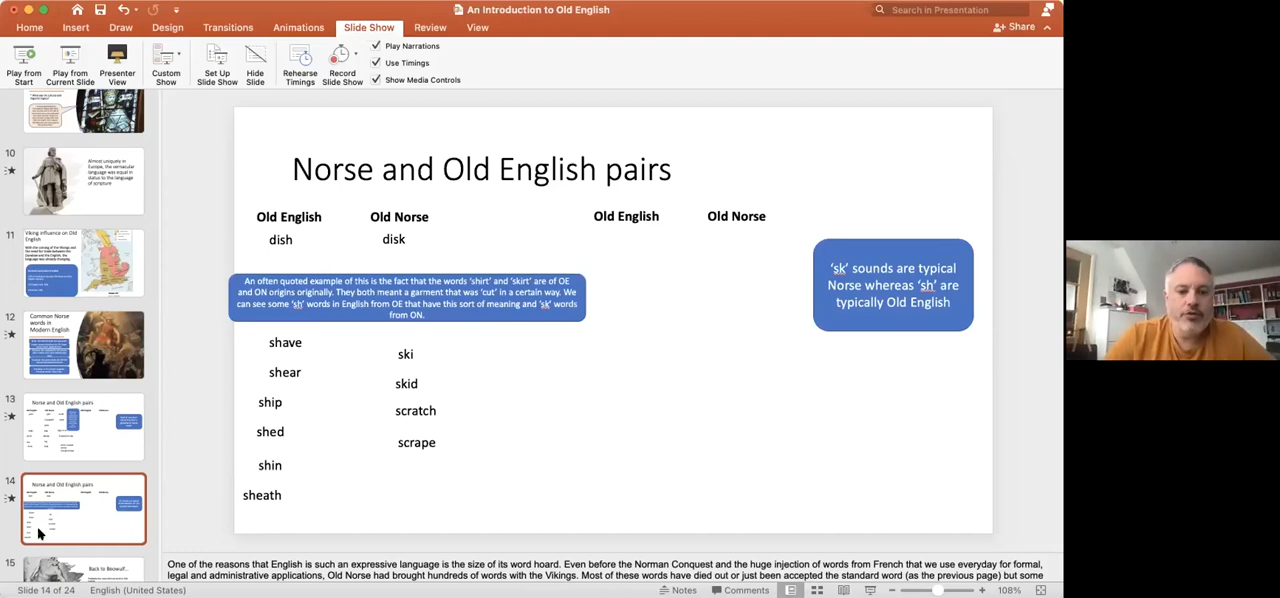 An Introduction to Old English
Search in Presentation
Home Insert Draw Design Transitions Animations Slide Show Review View
Share
Play from Start
Play from Current Slide
Presenter View
Custom Show
Set Up Slide Show
Hide Slide
Rehearse Timings
Record Slide Show
Play Narrations
Use Timings
Show Media Controls
10
Almost uniquely in
Europe, the vernacular
language was equal in
status to the language
of scripture
11
Viking influence on Old
English
12
Common Norse
words in
Modern English
13
Norse and Old English pairs
14
Norse and Old English pairs
15
Back to Beowulf...
Norse and Old English pairs
Old English Old Norse Old English Old Norse
dish disk
An often quoted example of this is the fact that the words 'shirt' and 'skirt' are of OE
and ON origins originally. They both meant a garment that was 'cut' in a certain way. We
can see some 'sh' words in English from OE that have this sort of meaning and 'sk' words
from ON.
'sk' sounds are typical
Norse whereas 'sh' are
typically Old English
shave
ski
shear
skid
ship
scratch
shed
scrape
shin
sheath
One of the reasons that English is such an expressive language is the size of its word hoard. Even before the Norman Conquest and the huge injection of words from French that we use everyday for formal,
legal and administrative applications, Old Norse had brought hundreds of words with the Vikings. Most of these words have died out or just been accepted the standard word (as the previous page) but some
Slide 14 of 24 English (United States) Notes Comments 108%